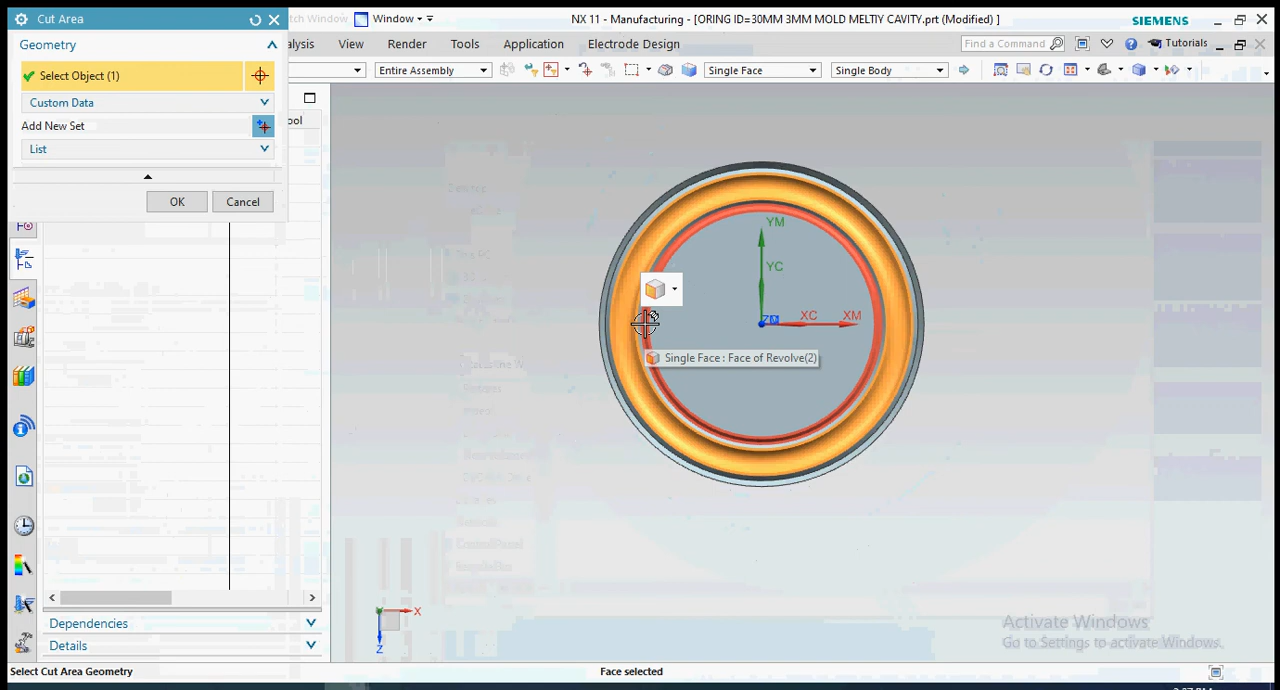 Cut Area
tch Window
Window
NX 11 - Manufacturing - [ORING ID=30MM 3MM MOLD MELTIY CAVITY.prt (Modified) ]
SIEMENS
Geometry
alysis
View
Render
Tools
Application
Electrode Design
Find a Command
Tutorials
Select Object (1)
Entire Assembly
Single Face
Single Body
Custom Data
ool
Add New Set
List
OK
Cancel
YM
YC
XC
XM
Single Face : Face of Revolve(2)
X
Z
Dependencies
Details
Activate Windows
Go to Settings to activate Windows.
Select Cut Area Geometry
Face selected